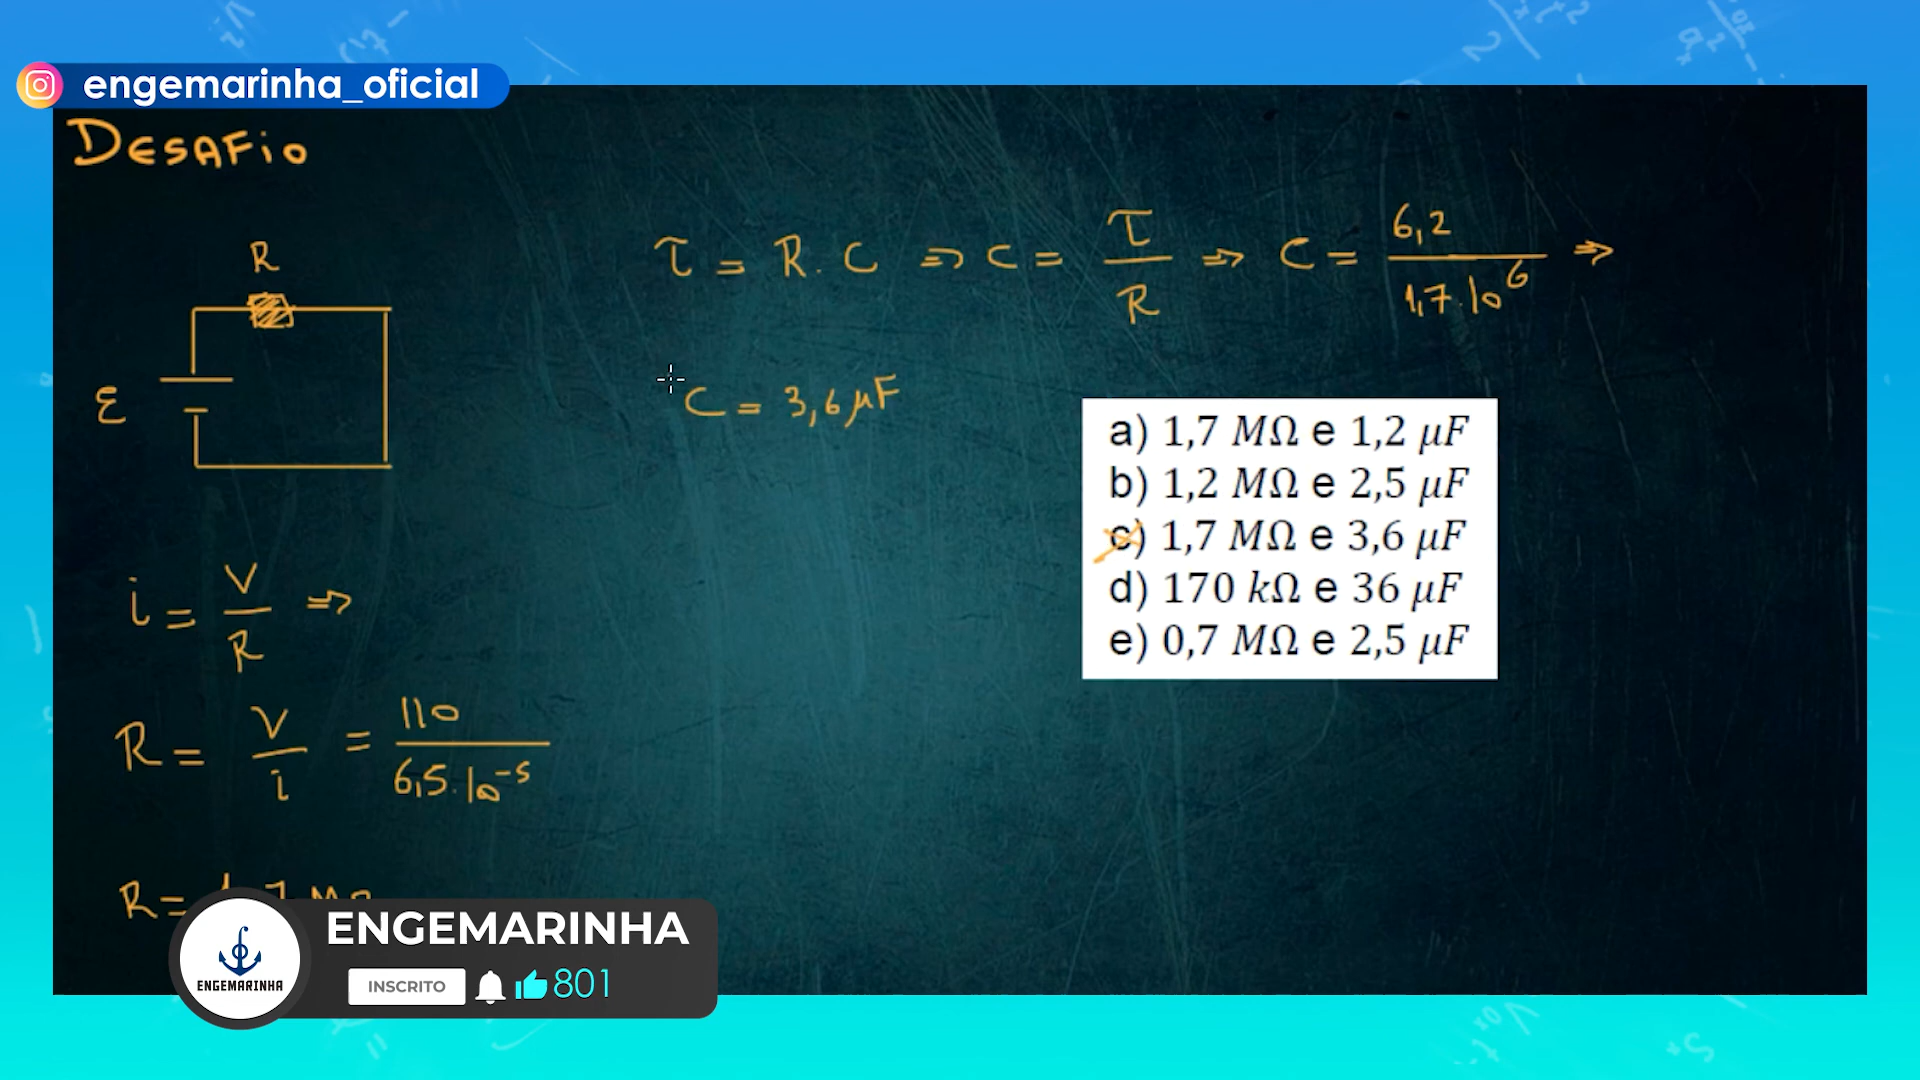 engemarinha_oficial
DESAFiO
R
ε
τ = R . C ⇒ C = τ/R ⇒ C = 6,2/1,7.10⁶ ⇒
C = 3,6 μF
a) 1,7 MΩ e 1,2 μF
b) 1,2 MΩ e 2,5 μF
c) 1,7 MΩ e 3,6 μF
d) 170 kΩ e 36 μF
e) 0,7 MΩ e 2,5 μF
i = V/R ⇒
R = V/i = 110/6,5.10⁻⁵
R =
ENGEMARINHA
ENGEMARINHA
INSCRITO
801